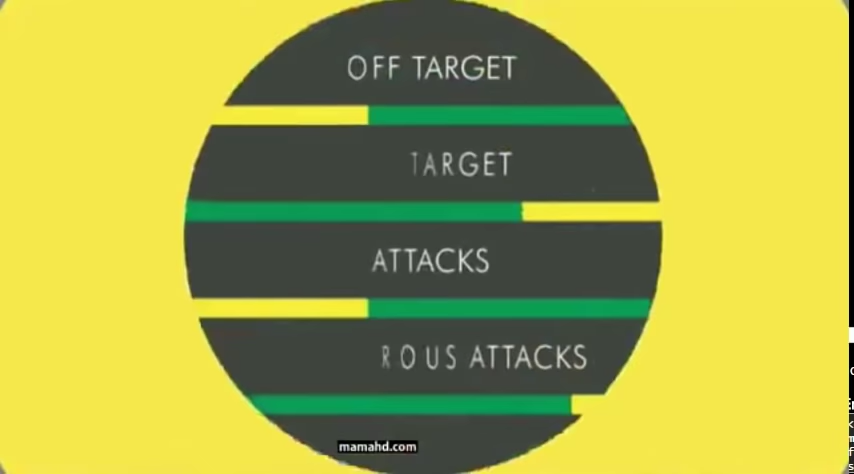 OFF TARGET
TARGET
ATTACKS
ROUS ATTACKS
mamahd.com